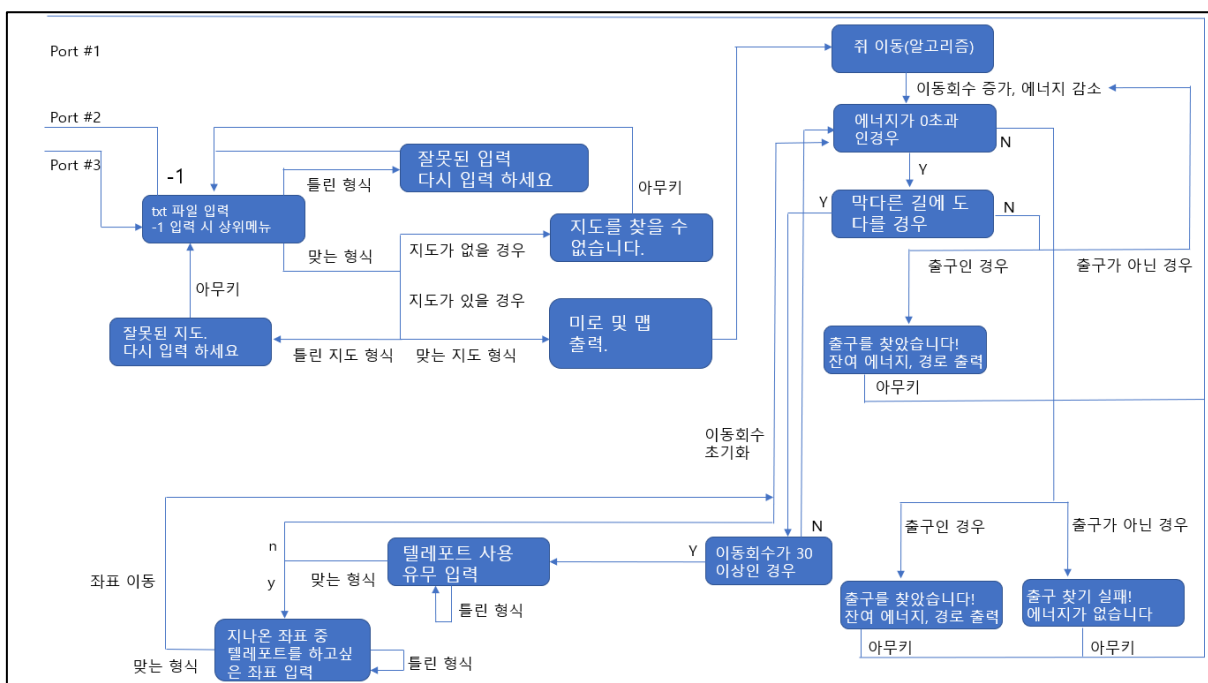 Port #1
Port #2
Port #3
-1
txt 파일 입력
-1 입력 시 상위메뉴
틀린 형식
잘못된 입력
다시 입력 하세요
아무키
맞는 형식
지도가 없을 경우
지도를 찾을 수
없습니다.
아무키
지도가 있을 경우
잘못된 지도.
다시 입력 하세요
틀린 지도 형식
맞는 지도 형식
미로 및 맵
출력.
쥐 이동(알고리즘)
이동회수 증가, 에너지 감소
에너지가 0초과
인경우
N
Y
Y
막다른 길에 도
다를 경우
N
출구인 경우
출구가 아닌 경우
출구를 찾았습니다!
잔여 에너지, 경로 출력
아무키
이동회수
초기화
출구인 경우
출구가 아닌 경우
N
n
텔레포트 사용
유무 입력
Y
이동회수가 30
이상인 경우
좌표 이동
맞는 형식
y
틀린 형식
출구를 찾았습니다!
잔여 에너지, 경로 출력
출구 찾기 실패!
에너지가 없습니다
지나온 좌표 중
텔레포트를 하고싶
은 좌표 입력
맞는 형식
틀린 형식
아무키
아무키